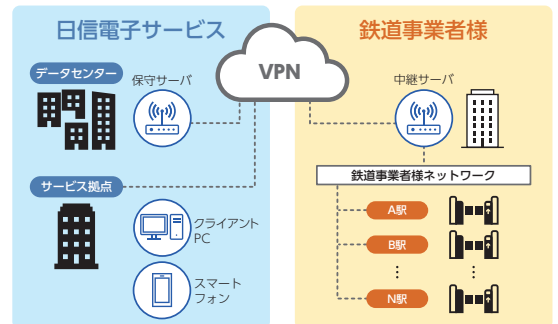 日信電子サービス
データセンター
保守サーバ
サービス拠点
クライアント
PC
スマート
フォン
VPN
鉄道事業者様
中継サーバ
鉄道事業者様ネットワーク
A駅
B駅
⋮
⋮
N駅